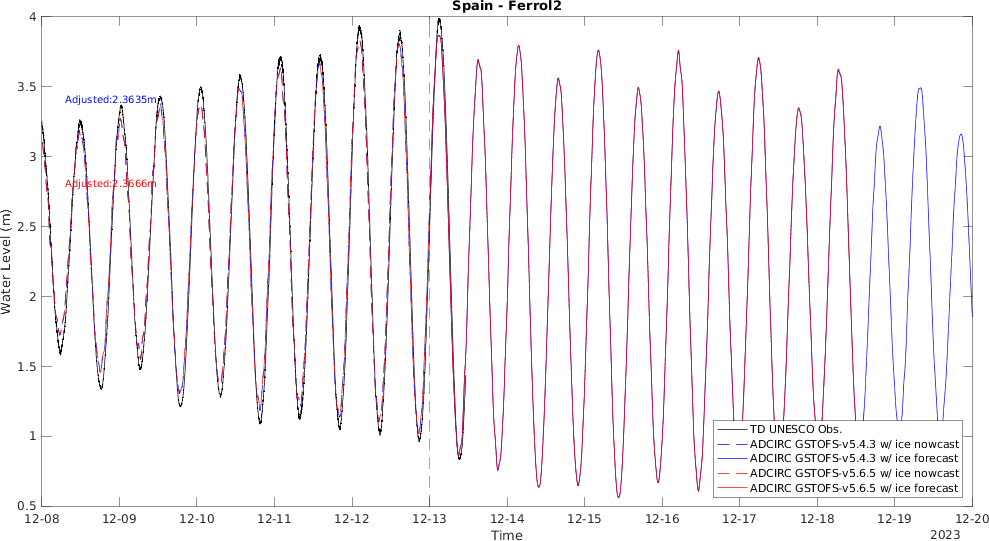 Spain - Ferrol2
4
3.5
3
2.5
2
1.5
1
0.5
Water Level (m)
Adjusted:2.3635m
Adjusted:2.3666m
TD UNESCO Obs.
ADCIRC GSTOFS-v5.4.3 w/ ice nowcast
ADCIRC GSTOFS-v5.4.3 w/ ice forecast
ADCIRC GSTOFS-v5.6.5 w/ ice nowcast
ADCIRC GSTOFS-v5.6.5 w/ ice forecast
12-08 12-09 12-10 12-11 12-12 12-13 12-14 12-15 12-16 12-17 12-18 12-19 12-20
Time
2023